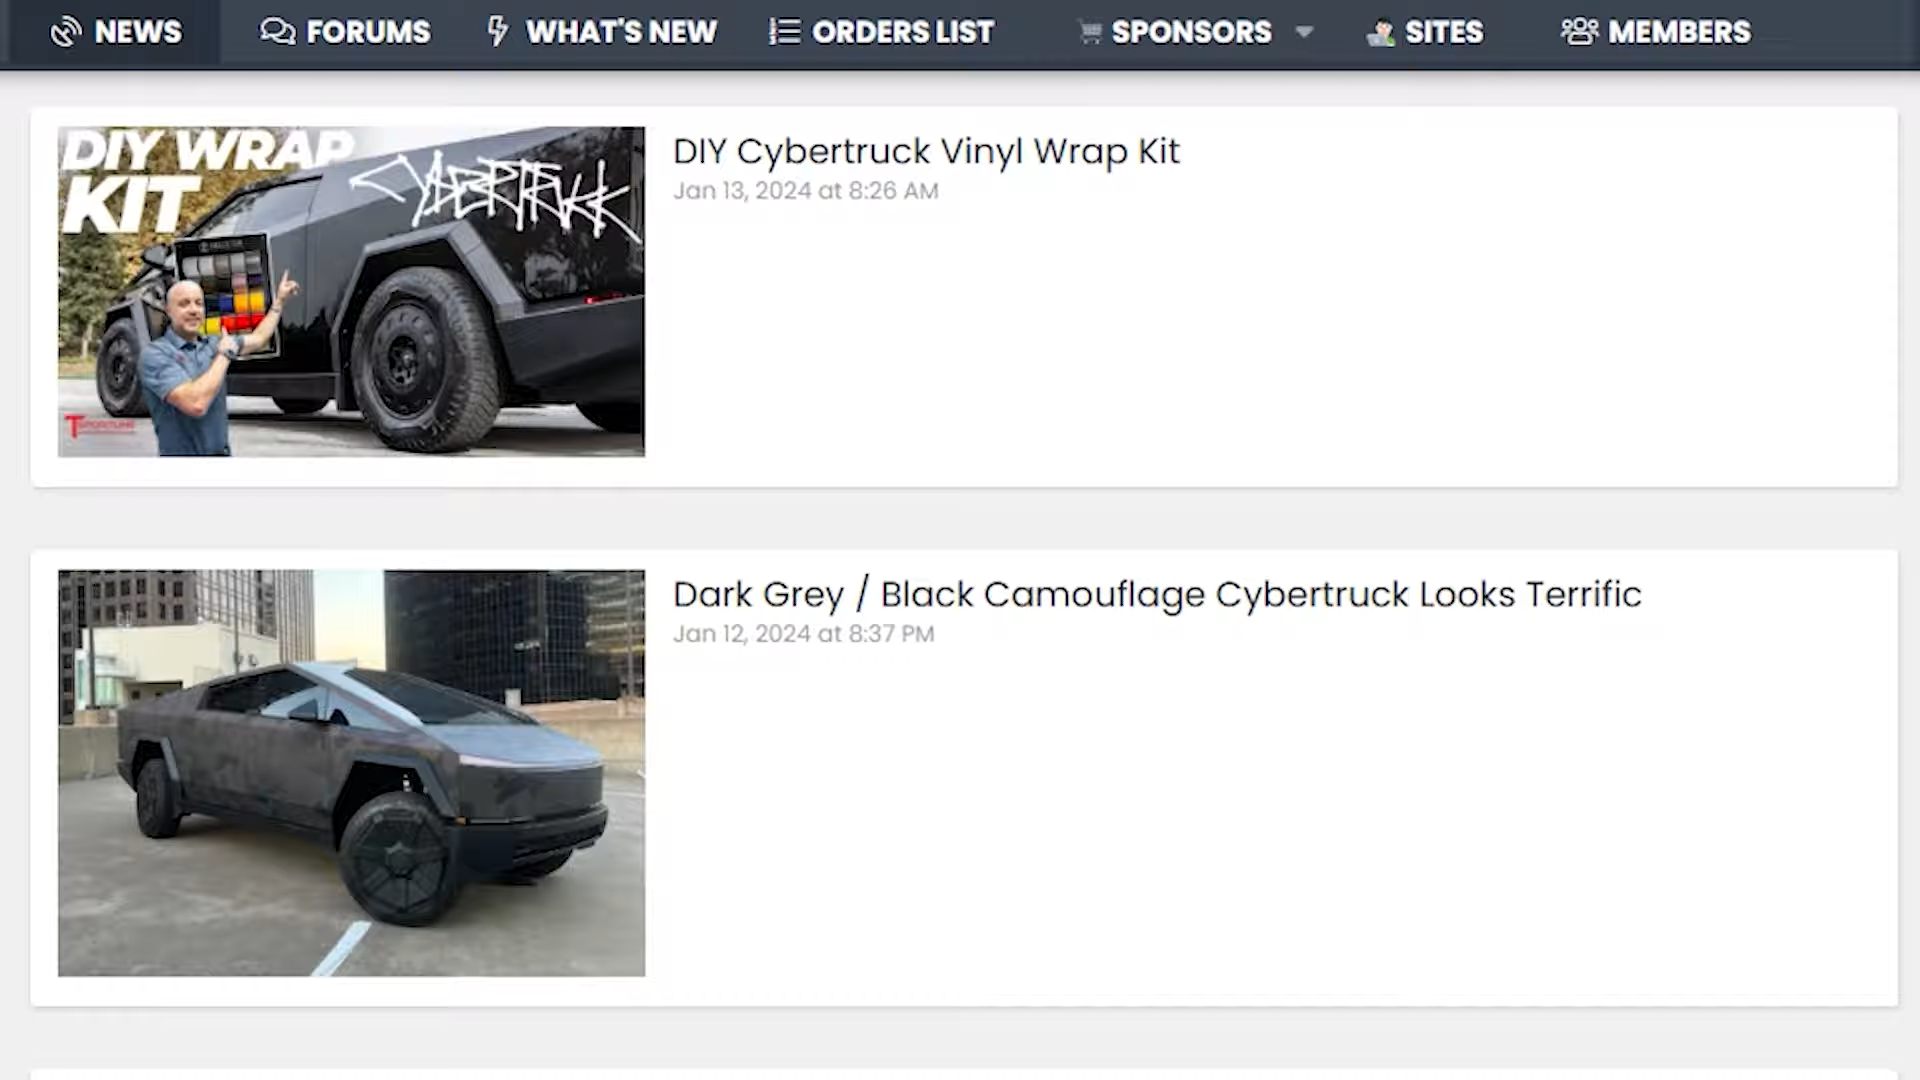 NEWS
FORUMS
WHAT'S NEW
ORDERS LIST
SPONSORS
SITES
MEMBERS
DIY WRAP
KIT
CYBERTRUCK
T SPORTLINE
DIY Cybertruck Vinyl Wrap Kit
Jan 13, 2024 at 8:26 AM
Dark Grey / Black Camouflage Cybertruck Looks Terrific
Jan 12, 2024 at 8:37 PM